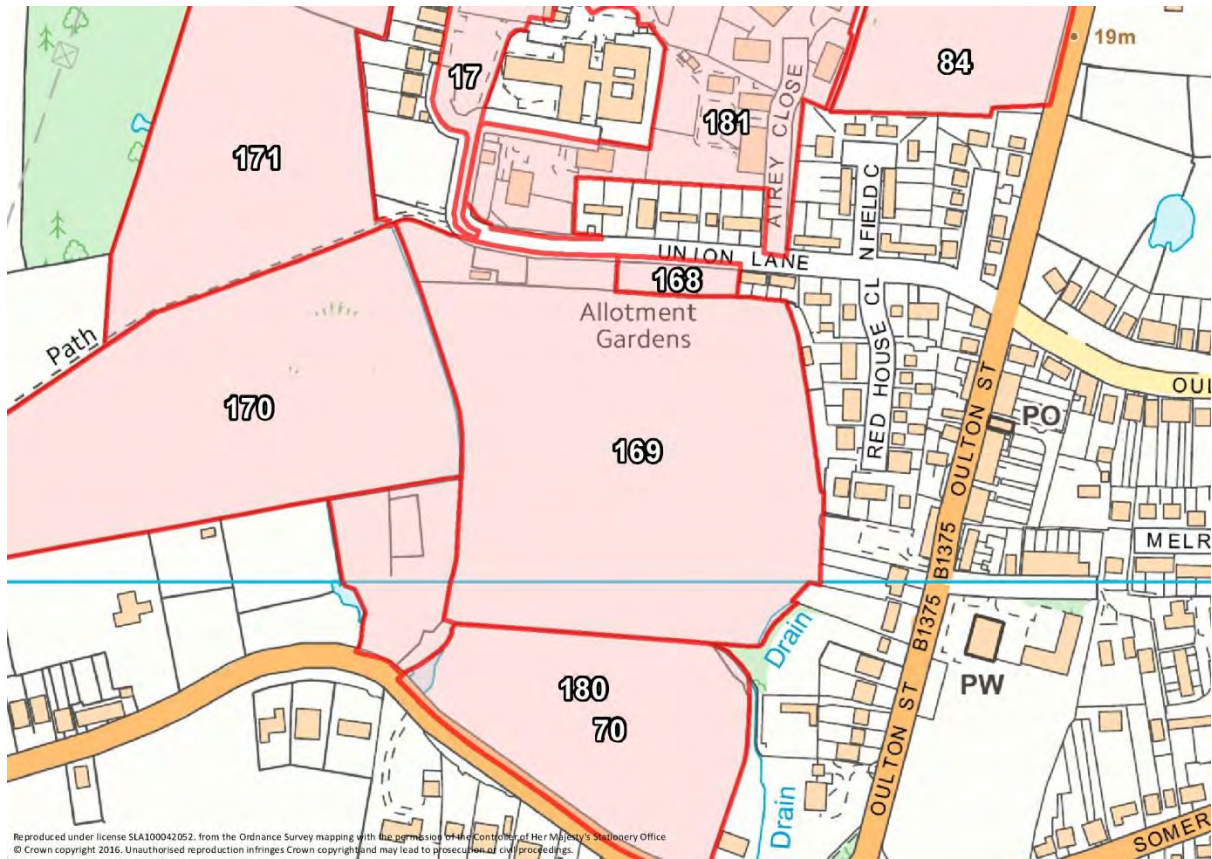 19m
84
17
181
AIREY CLOSE
171
N FIELD C
UNION LANE
168
Allotment
Gardens
Path
RED HOUSE CL
OUL
170
PO
OULTON ST
169
B1375
MELR
B1375
Drain
PW
180
70
OULTON ST
Drain
SOMER
Reproduced under license SLA100042052. from the Ordnance Survey mapping with the permission of the Controller of Her Majesty's Stationery Office
© Crown copyright 2016. Unauthorised reproduction infringes Crown copyright and may lead to prosecution or civil proceedings.